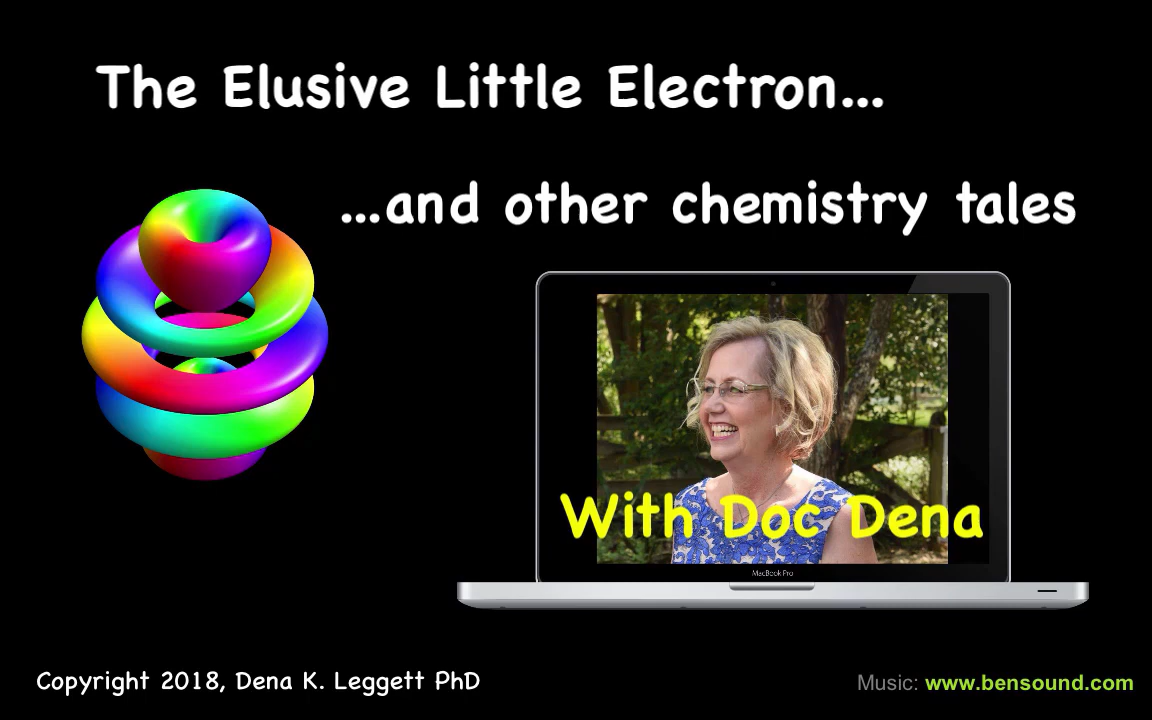 The Elusive Little Electron...
...and other chemistry tales
With Doc Dena
MacBook Pro
Copyright 2018, Dena K. Leggett PhD
Music: www.bensound.com